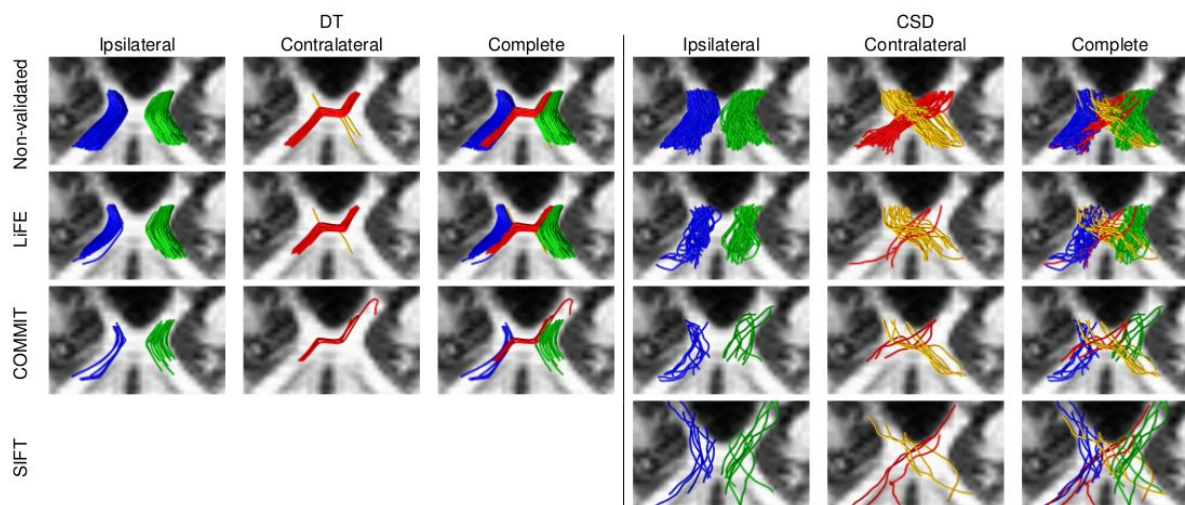 DT
CSD
Ipsilateral Contralateral Complete Ipsilateral Contralateral Complete
Non-validated
LiFE
COMMIT
SIFT